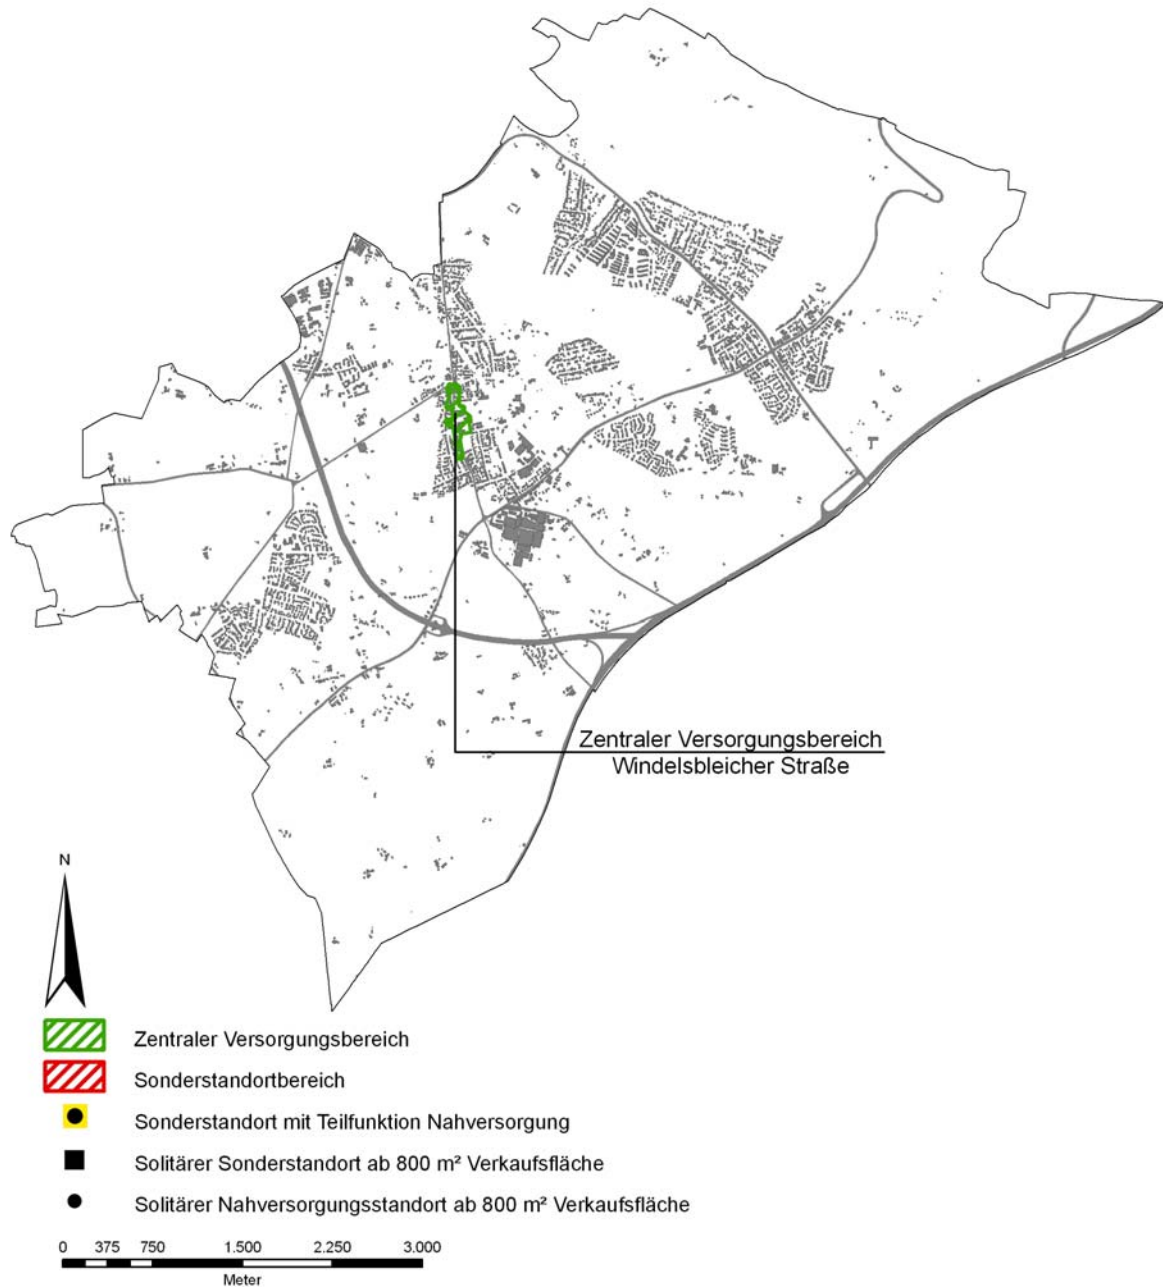 Zentraler Versorgungsbereich
Windelsbleicher Straße
N
Zentraler Versorgungsbereich
Sonderstandortbereich
Sonderstandort mit Teilfunktion Nahversorgung
Solitärer Sonderstandort ab 800 m² Verkaufsfläche
Solitärer Nahversorgungsstandort ab 800 m² Verkaufsfläche
0 375 750 1.500 2.250 3.000
Meter